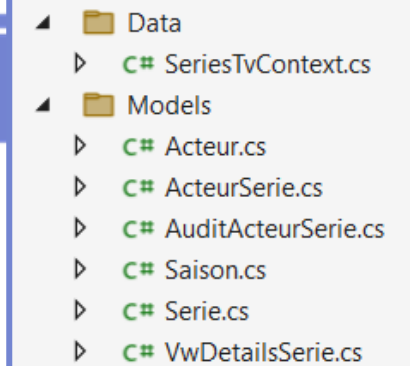 Data
C# SeriesTvContext.cs
Models
C# Acteur.cs
C# ActeurSerie.cs
C# AuditActeurSerie.cs
C# Saison.cs
C# Serie.cs
C# VwDetailsSerie.cs